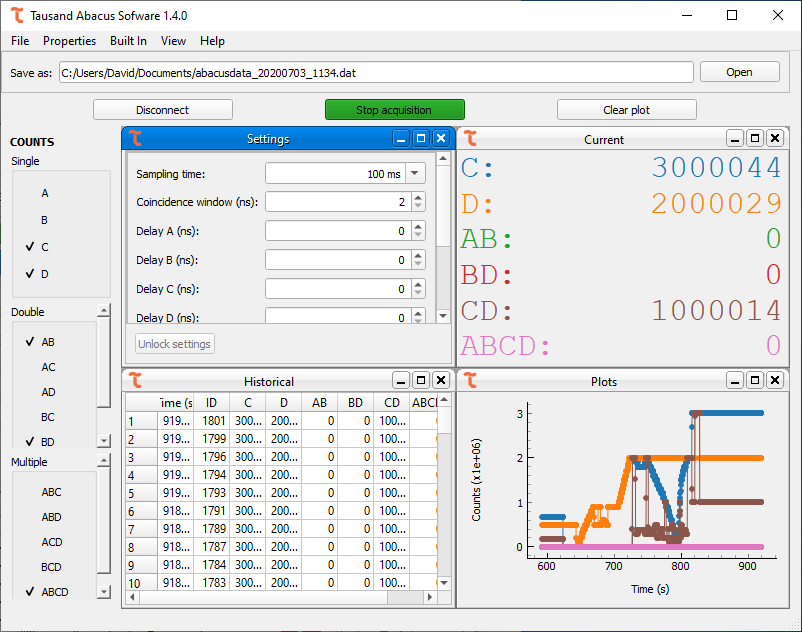 Tausand Abacus Sofware 1.4.0
File Properties Built In View Help
Save as: C:/Users/David/Documents/abacusdata_20200703_1134.dat Open
Disconnect Stop acquisition Clear plot
COUNTS
Single
A
B
C
D
Double
AB
AC
AD
BC
BD
Multiple
ABC
ABD
ACD
BCD
ABCD
Settings
Sampling time: 100 ms
Coincidence window (ns): 2
Delay A (ns): 0
Delay B (ns): 0
Delay C (ns): 0
Delay D (ns): 0
Unlock settings
Current
C: 3000044
D: 2000029
AB: 0
BD: 0
CD: 1000014
ABCD: 0
Historical
Time (s ID C D AB BD CD ABCD
1 919... 1801 300... 200... 0 0 100...
2 919... 1799 300... 200... 0 0 100...
3 919... 1796 300... 200... 0 0 100...
4 919... 1794 300... 200... 0 0 100...
5 919... 1793 300... 200... 0 0 100...
6 918... 1791 300... 200... 0 0 100...
7 918... 1789 300... 200... 0 0 100...
8 918... 1787 300... 200... 0 0 100...
9 918... 1784 300... 200... 0 0 100...
10 918... 1783 300... 200... 0 0 100...
Plots
Counts (x1e+06)
3
2
1
0
600 700 800 900
Time (s)